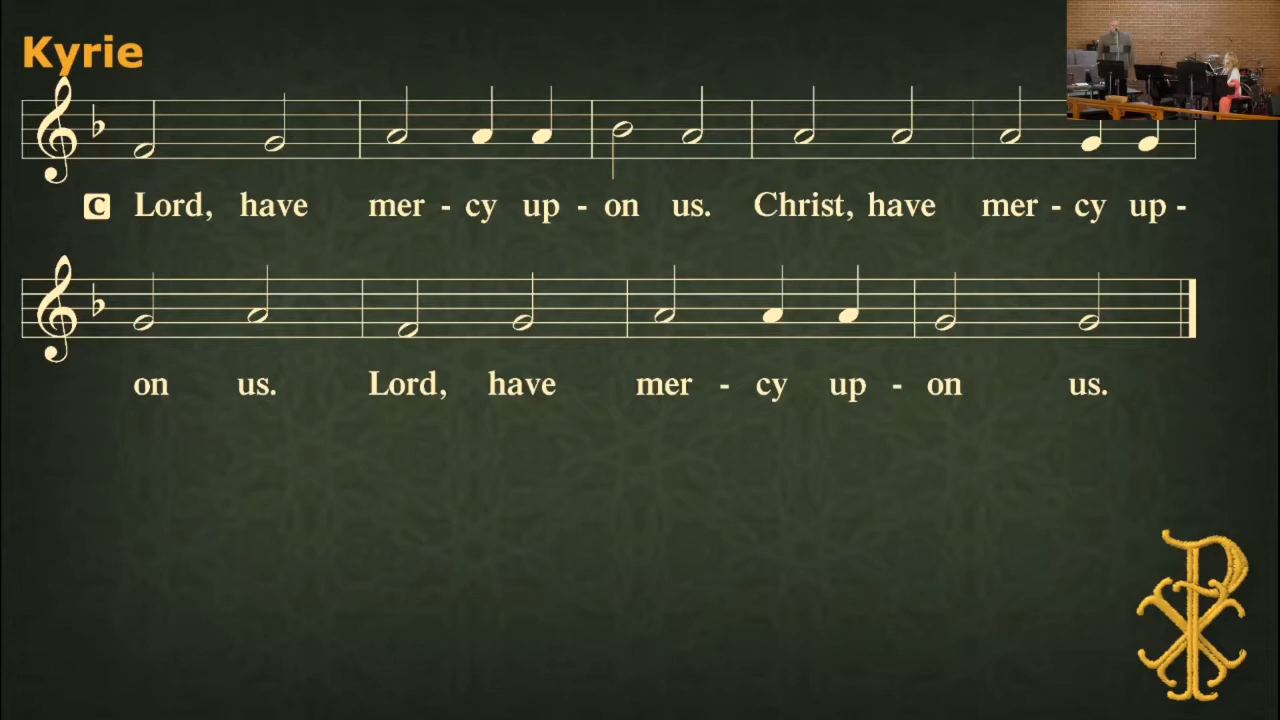 Kyrie
C Lord, have mer - cy up - on us. Christ, have mer - cy up -
on us. Lord, have mer - cy up - on us.